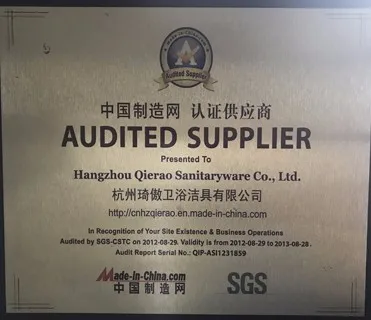 MADE-IN-CHINA.COM
Audited Supplier
中国制造网 认证供应商
AUDITED SUPPLIER
Presented To
Hangzhou Qierao Sanitaryware Co., Ltd.
杭州琦傲卫浴洁具有限公司
http://cnhzqierao.en.made-in-china.com
In Recognition of Your Site Existence & Business Operations
Audited by SGS-CSTC on 2012-08-29. Validity is from 2012-08-29 to 2013-08-28.
Audit Report Serial No.: QIP-ASI1231859
Made-in-China.com
中国制造网
SGS